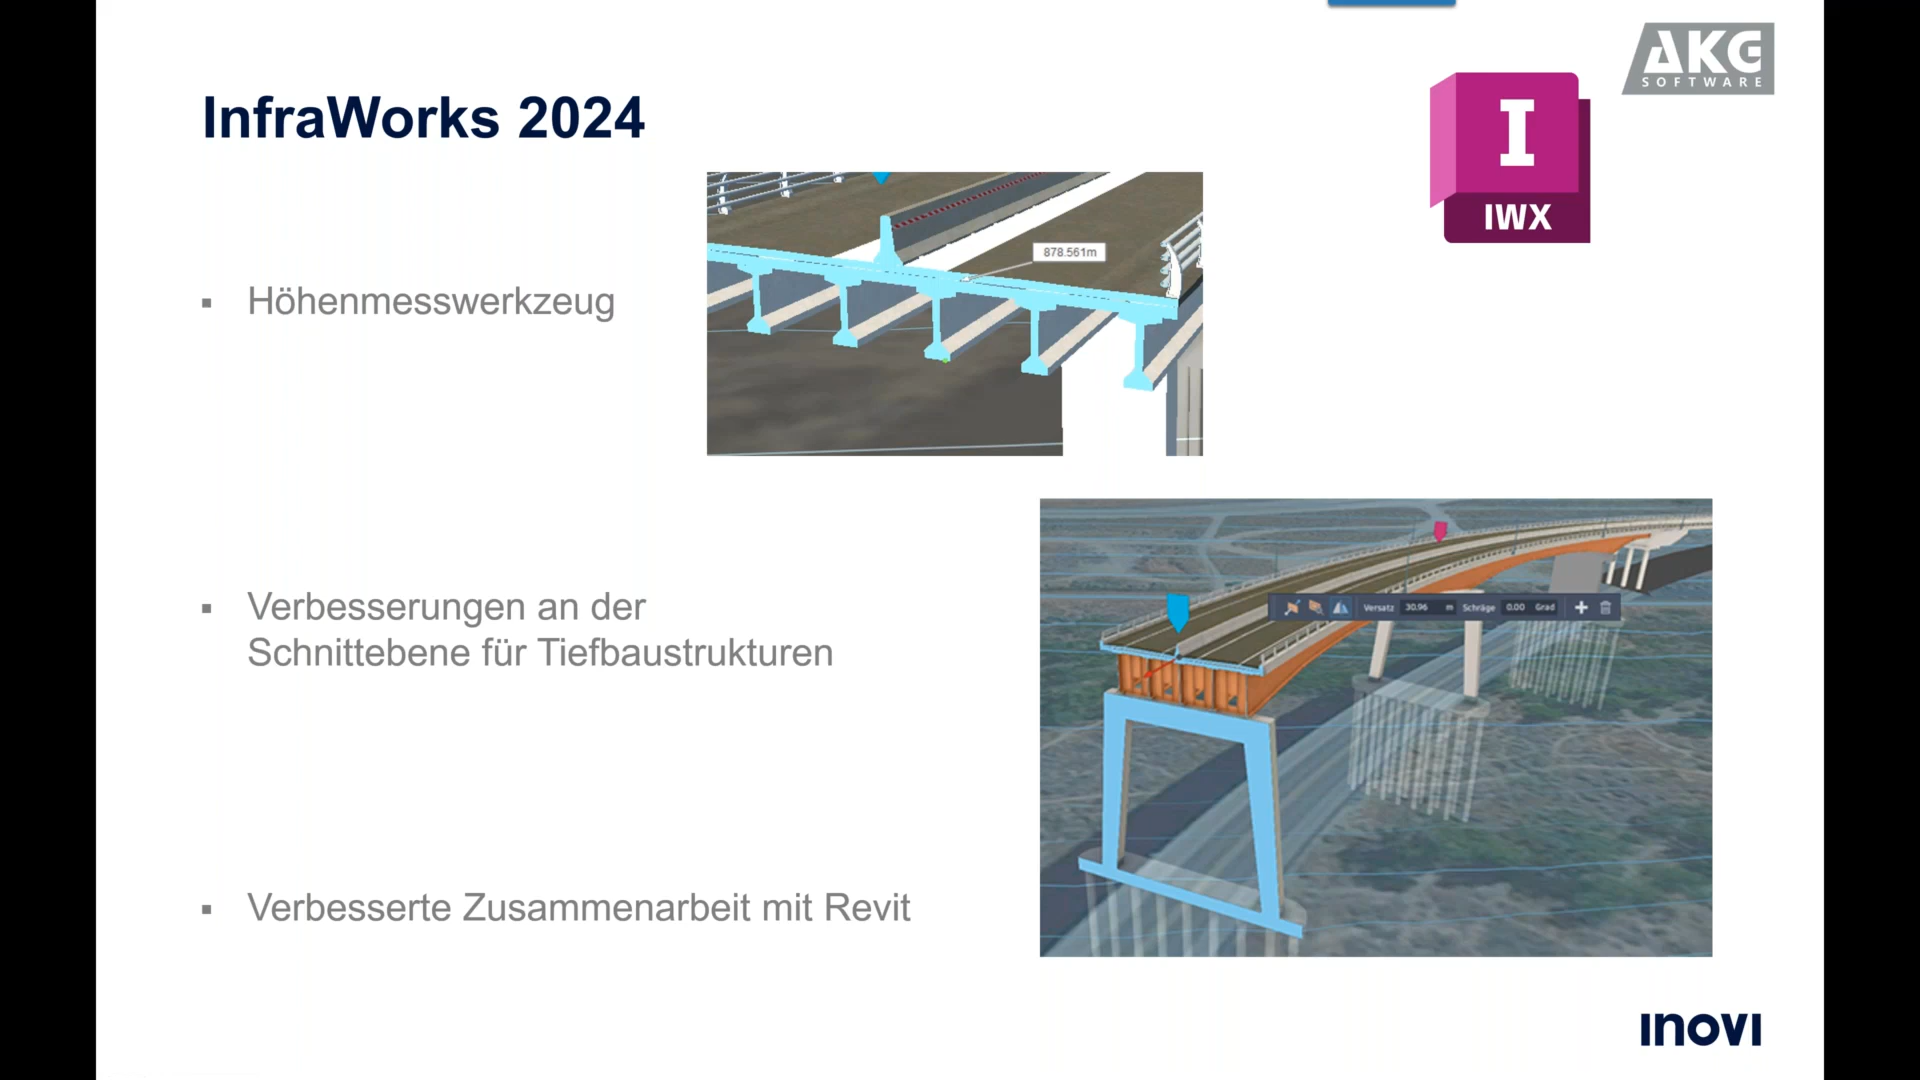 AKG
SOFTWARE
InfraWorks 2024
I
IWX
878.561m
▪ Höhenmesswerkzeug
Versatz 30.96 m Schräge 0.00 Grad
▪ Verbesserungen an der
Schnittebene für Tiefbaustrukturen
▪ Verbesserte Zusammenarbeit mit Revit
INOVI